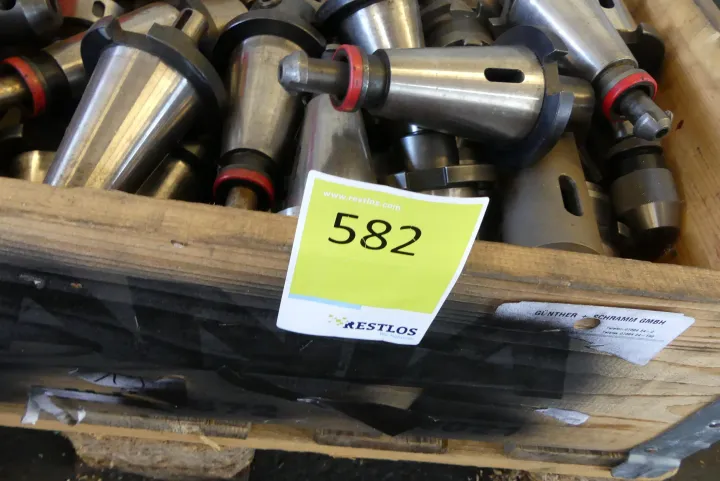 www.restlos.com
582
RESTLOS
GÜNTHER + SCHRAMM GMBH